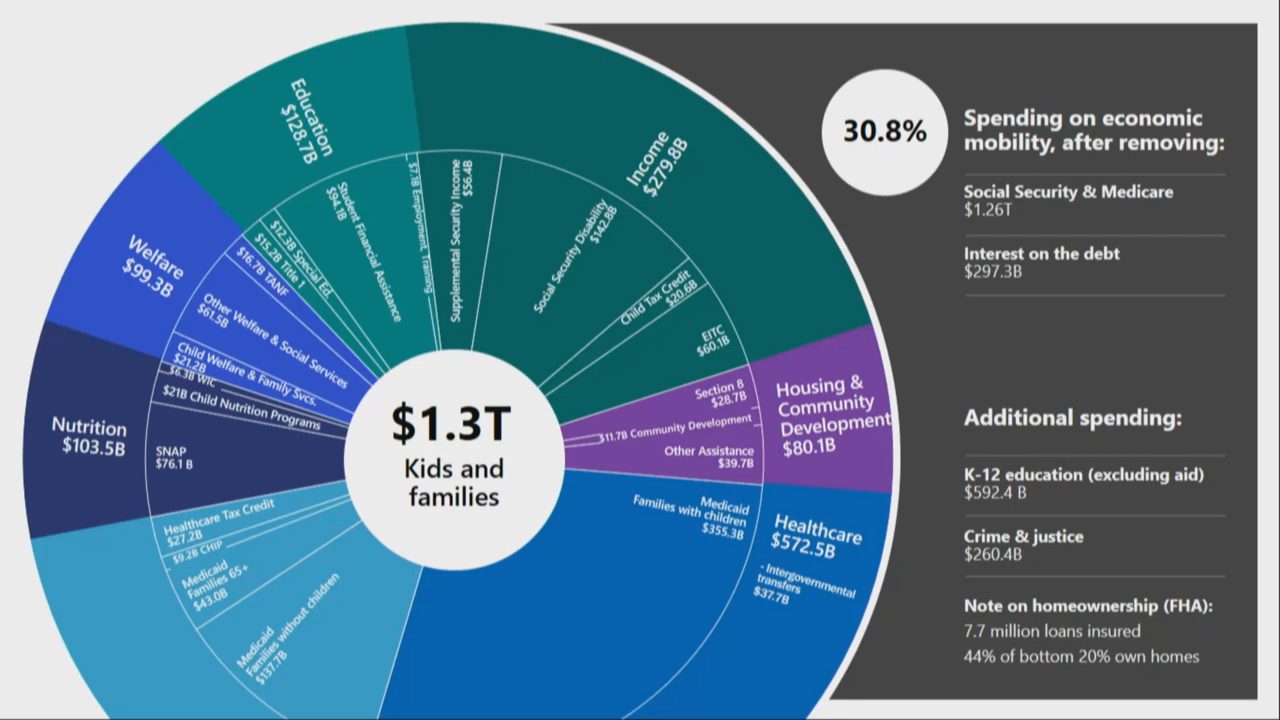 $1.3T
Kids and
families
Income
$279.8B
Supplemental Security Income
$56.4B
Social Security Disability
$142.8B
Child Tax Credit
$20.6B
EITC
$60.1B
Housing &
Community
Development
$80.1B
Section 8
$28.7B
$11.7B Community Development
Other Assistance
$39.7B
Healthcare
$572.5B
- Intergovernmental
transfers
$37.7B
Medicaid
Families with children
$355.3B
Medicaid
Families without children
$137.7B
Medicaid
Families 65+
$43.0B
$9.2B CHIP
Healthcare Tax Credit
$27.2B
Nutrition
$103.5B
SNAP
$76.1 B
$21B Child Nutrition Programs
$6.3B WIC
Welfare
$99.3B
Child Welfare & Family Svcs.
$21.2B
Other Welfare & Social Services
$61.5B
$16.7B TANF
Education
$128.7B
$15.2B Title 1
$12.3B Special Ed
Student Financial Assistance
$94.1B
$7.1B Employment, Training
30.8%
Spending on economic
mobility, after removing:
Social Security & Medicare
$1.26T
Interest on the debt
$297.3B
Additional spending:
K-12 education (excluding aid)
$592.4 B
Crime & justice
$260.4B
Note on homeownership (FHA):
7.7 million loans insured
44% of bottom 20% own homes